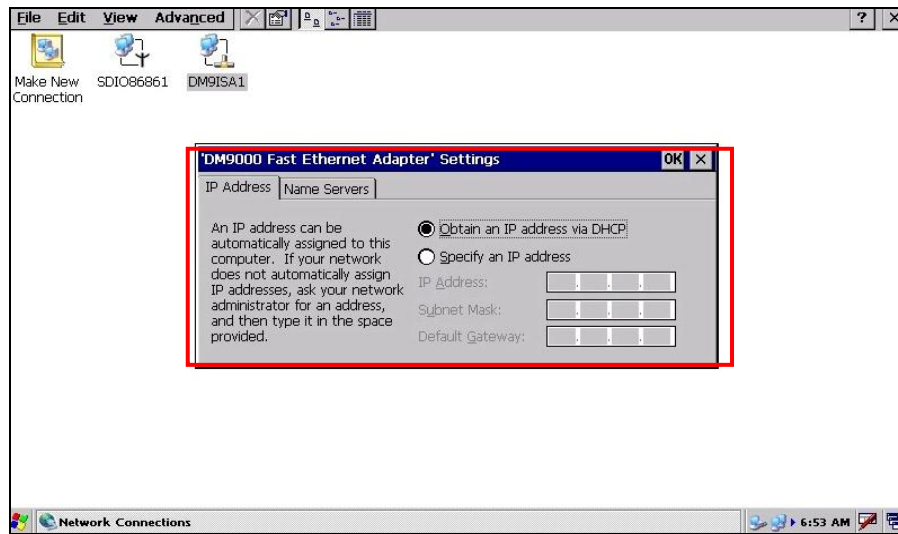 File Edit View Advanced
?
Make New Connection
SDIO86861
DM9ISA1
'DM9000 Fast Ethernet Adapter' Settings
OK
IP Address
Name Servers
An IP address can be
automatically assigned to this
computer. If your network
does not automatically assign
IP addresses, ask your network
administrator for an address,
and then type it in the space
provided.
Obtain an IP address via DHCP
Specify an IP address
IP Address:
Subnet Mask:
Default Gateway:
Network Connections
6:53 AM